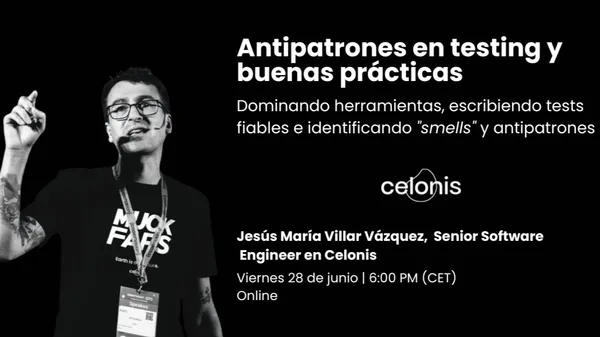 Antipatrones en testing y
buenas prácticas
Dominando herramientas, escribiendo tests
fiables e identificando "smells" y antipatrones
celonis
Jesús María Villar Vázquez, Senior Software
Engineer en Celonis
Viernes 28 de junio | 6:00 PM (CET)
Online
MUCK
FARS